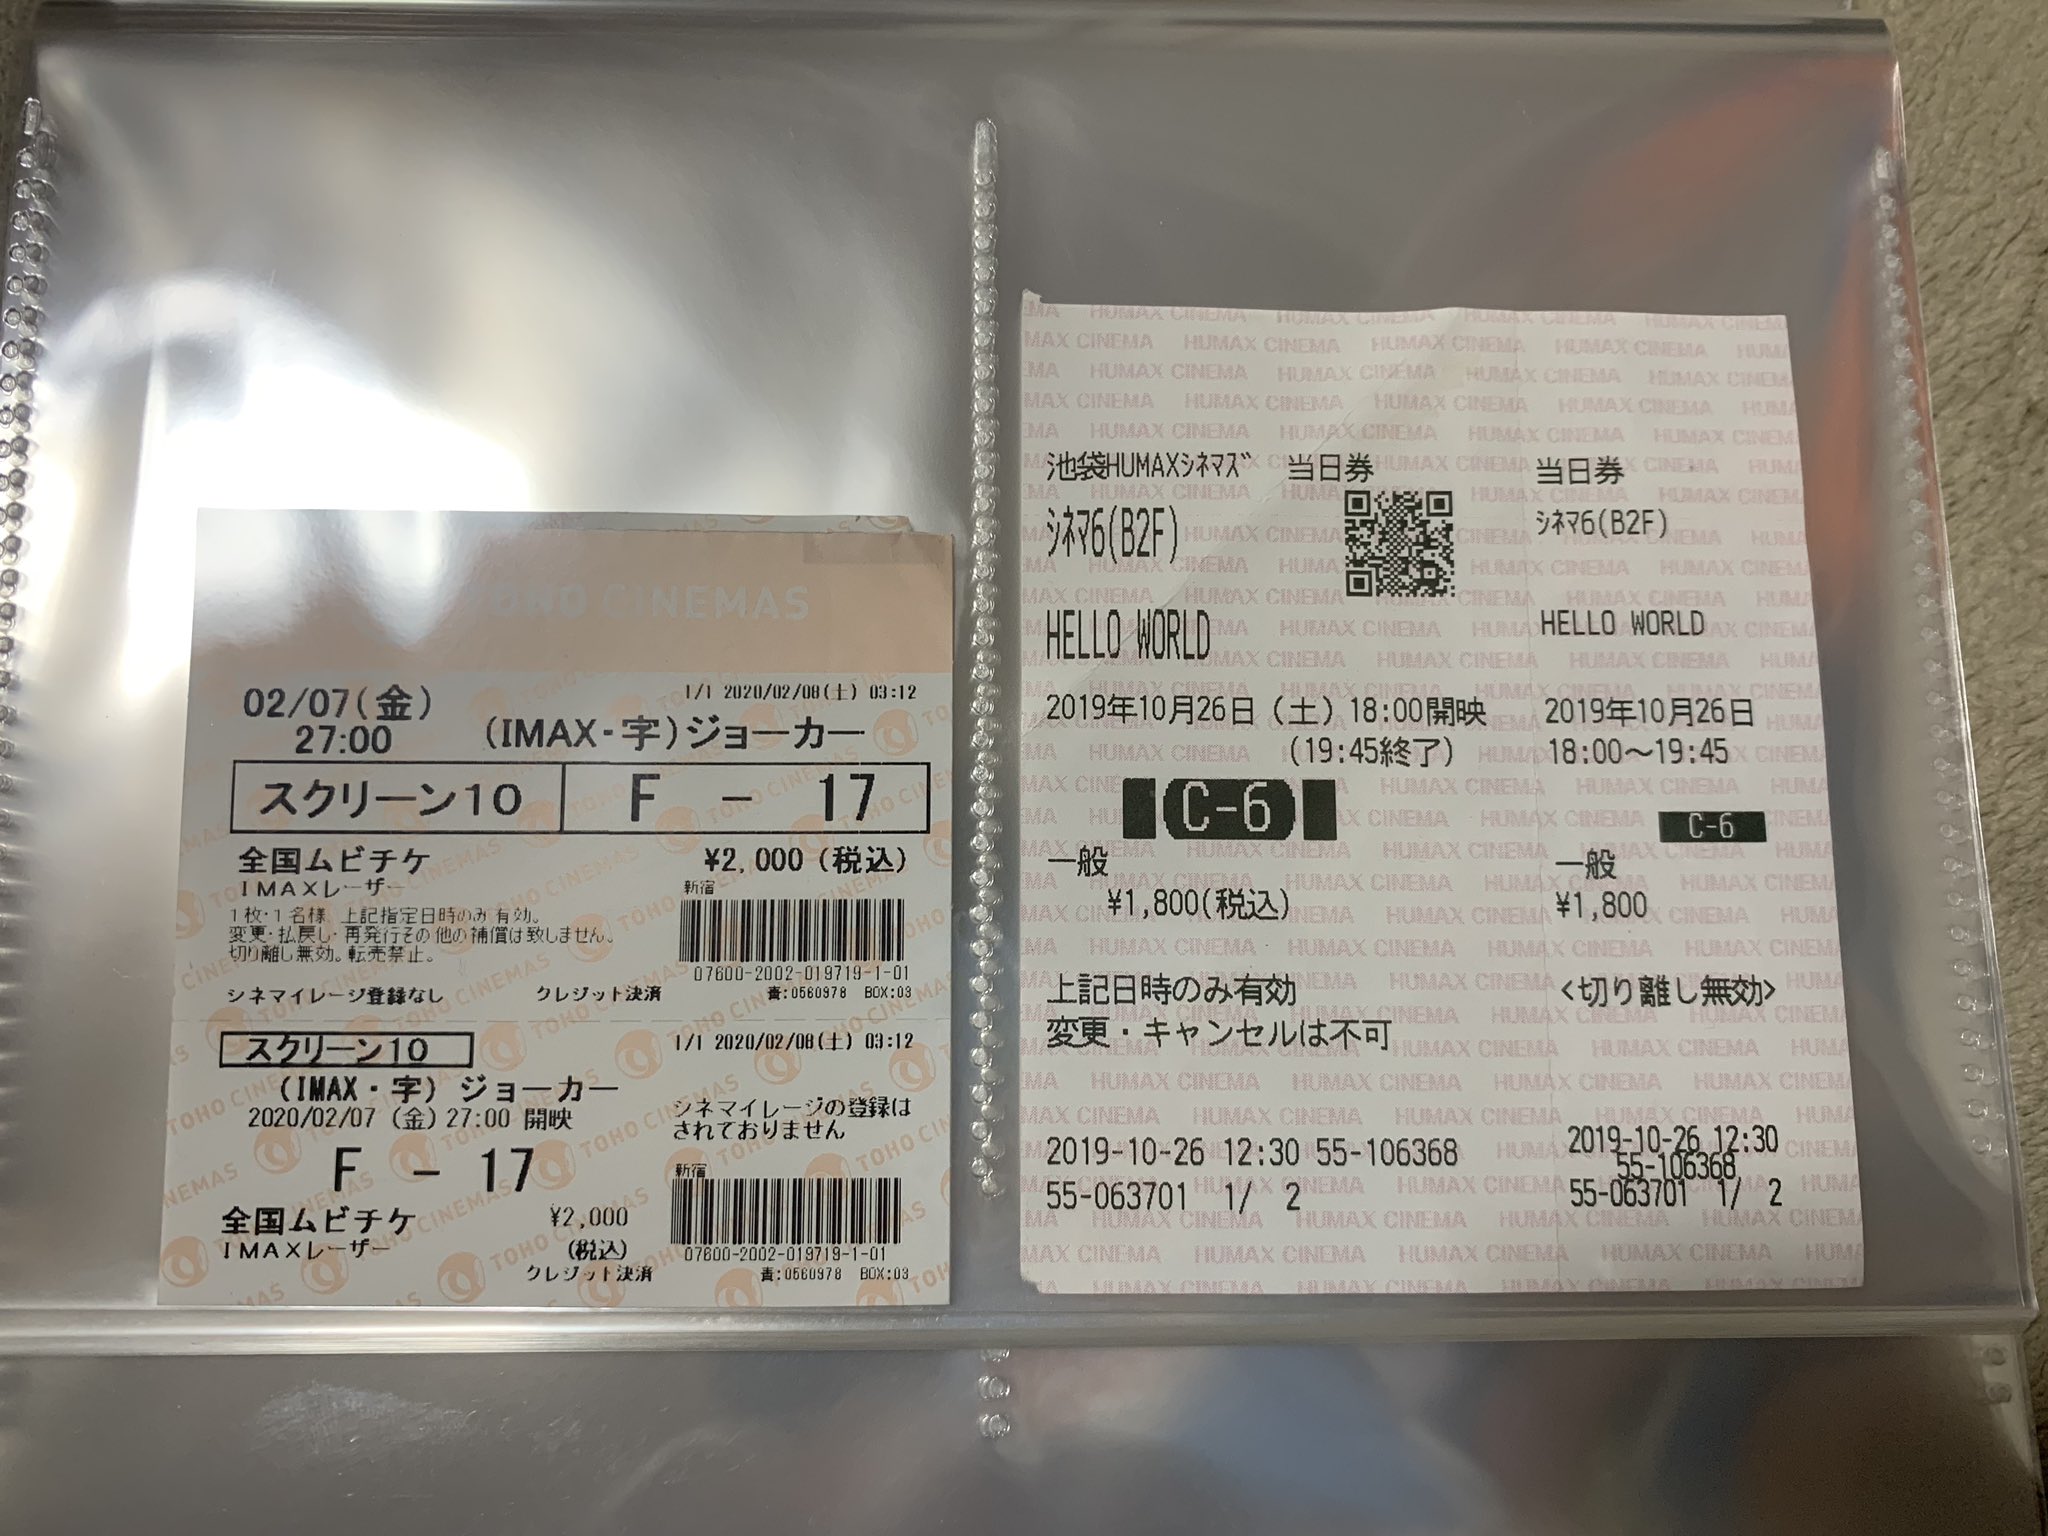 TOHO CINEMAS
02/07(金)
27:00
1/1 2020/02/08(土) 03:12
(IMAX・字)ジョーカー
スクリーン10
F - 17
全国ムビチケ
IMAXレーザー
¥2,000(税込)
1枚・1名様 上記指定日時のみ有効。
変更・払戻し・再発行その他の補償は致しません。
切り離し無効。転売禁止。
新宿
07600-2002-019719-1-01
シネマイレージ登録なし
クレジット決済
責:0560978 BOX:03
スクリーン10
1/1 2020/02/08(土) 03:12
(IMAX・字) ジョーカー
2020/02/07 (金) 27:00 開映
F - 17
シネマイレージの登録は
されておりません
全国ムビチケ
IMAXレーザー
¥2,000
(税込)
クレジット決済
新宿
07600-2002-019719-1-01
責:0560978 BOX:03
HUMAX CINEMA
池袋HUMAXシネマズ 当日券
シネマ6(B2F)
HELLO WORLD
2019年10月26日(土)18:00開映
(19:45終了)
C-6
一般
¥1,800(税込)
上記日時のみ有効
変更・キャンセルは不可
2019-10-26 12:30 55-106368
55-063701 1/ 2
当日券
シネマ6(B2F)
HELLO WORLD
2019年10月26日
18:00～19:45
C-6
一般
¥1,800
<切り離し無効>
2019-10-26 12:30
55-106368
55-063701 1/ 2